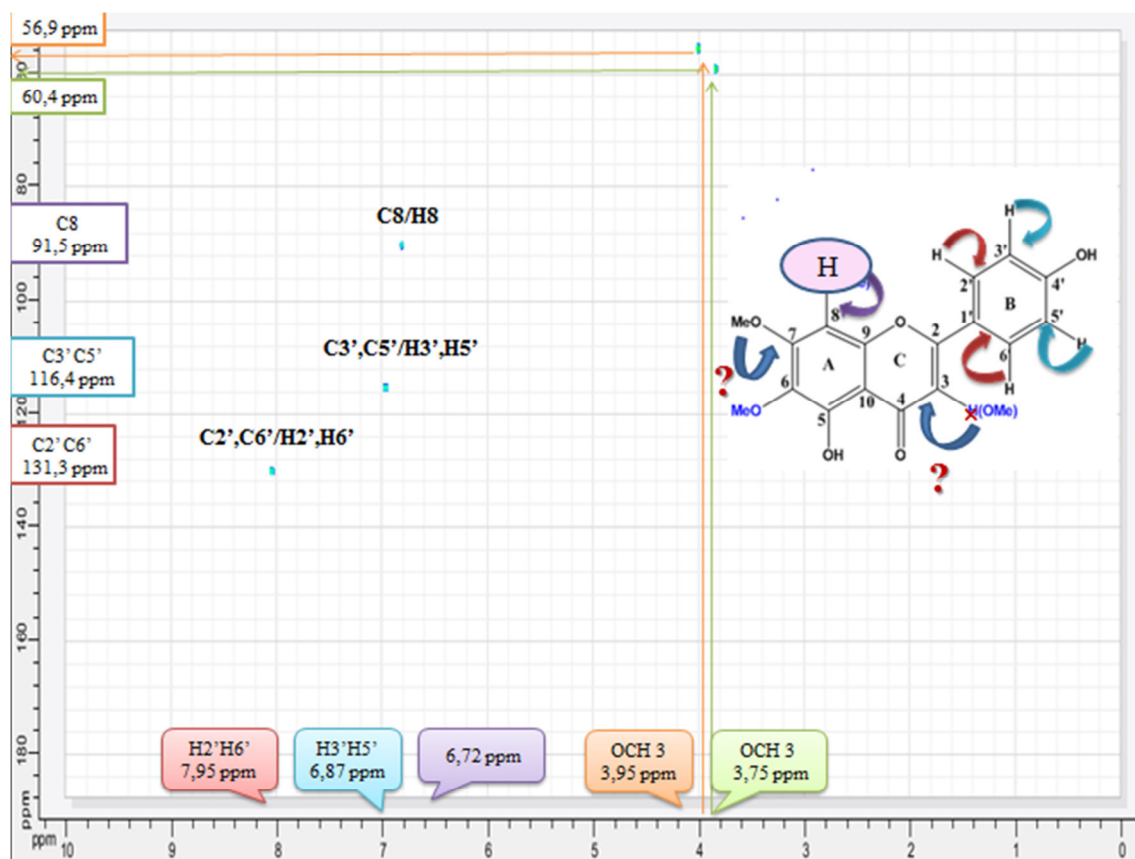 56,9 ppm
60,4 ppm
80
C8
91,5 ppm
C8/H8
100
C3'C5'
116,4 ppm
C3',C5'/H3',H5'
120
C2'C6'
131,3 ppm
C2',C6'/H2',H6'
140
160
180
ppm
H
H
H
3'
OH
2'
4'
B
8
O
1'
5'
MeO
7
9
2
6'
H
A
C
H
?
6
3
10
4
MeO
H(OMe)
5
OH
O
?
H2'H6'
7,95 ppm
H3'H5'
6,87 ppm
6,72 ppm
OCH 3
3,95 ppm
OCH 3
3,75 ppm
ppm 10 9 8 7 6 5 4 3 2 1 0